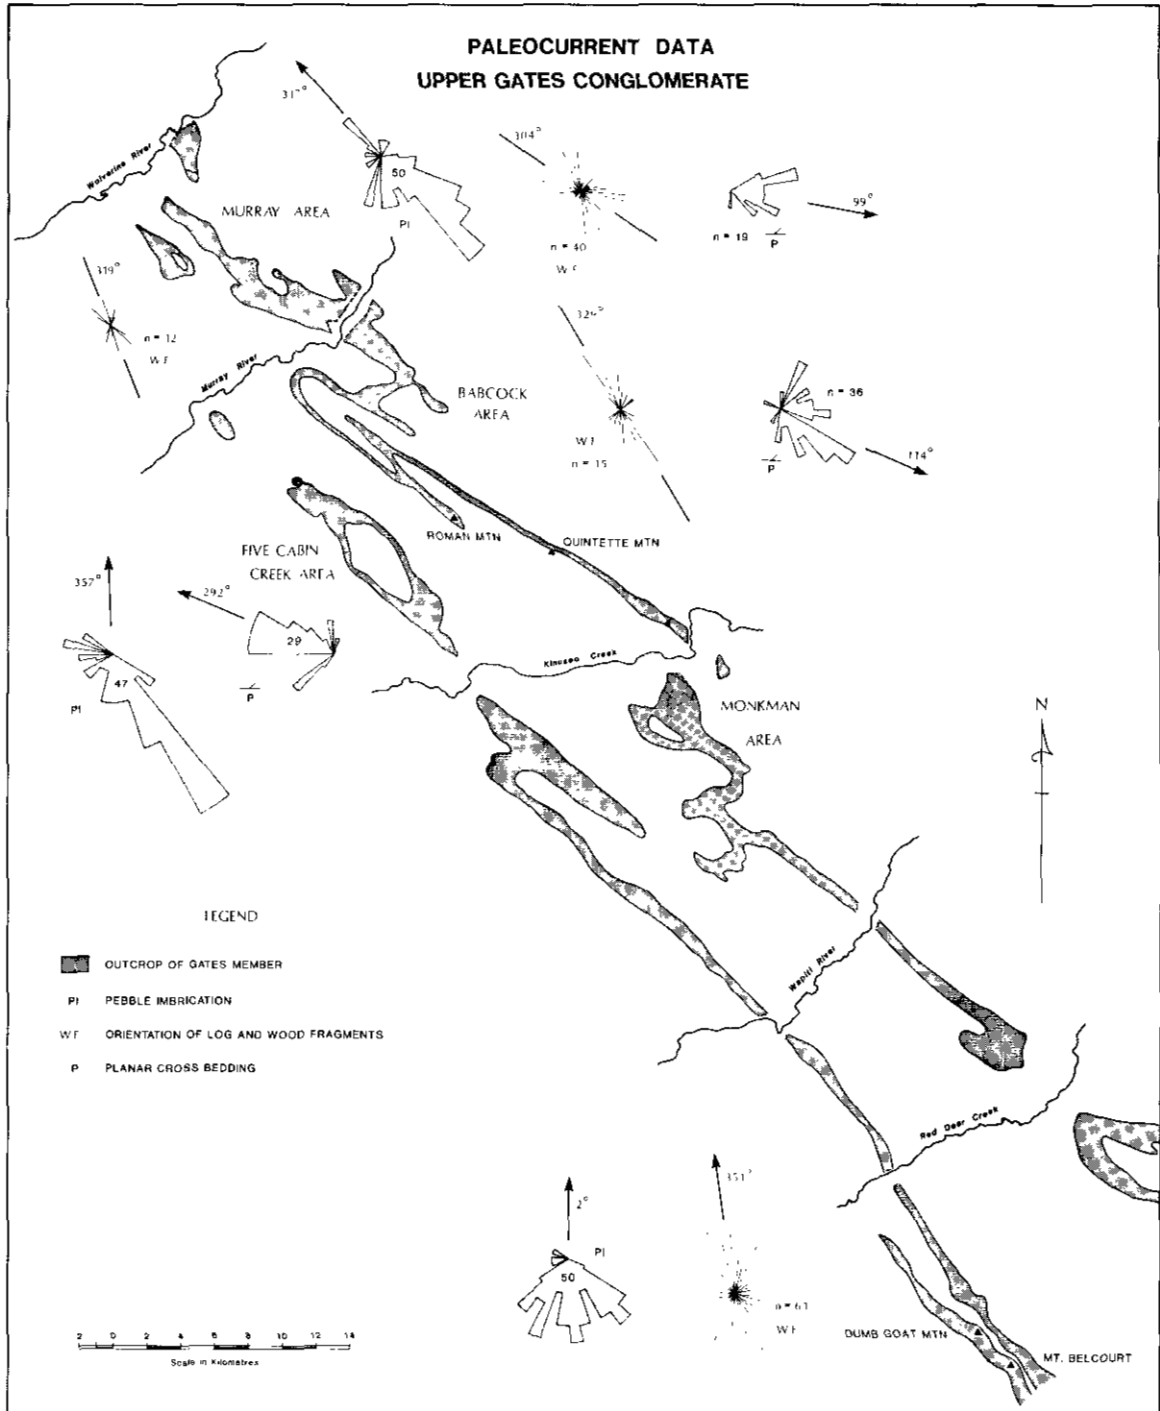 PALEOCURRENT DATA
UPPER GATES CONGLOMERATE
Wolverine River
MURRAY AREA
50
PI
304°
n = 40
WF
99°
n = 19
P
319°
n = 12
WF
Murray River
BABCOCK
AREA
WF
n = 15
n = 36
P
114°
ROMAN MTN
QUINTETTE MTN
FIVE CABIN
CREEK AREA
357°
47
PI
292°
29
P
Kinuseo Creek
MONKMAN
AREA
N
Wapiti River
Red Deer Creek
LEGEND
OUTCROP OF GATES MEMBER
PI PEBBLE IMBRICATION
WF ORIENTATION OF LOG AND WOOD FRAGMENTS
P PLANAR CROSS BEDDING
2°
PI
50
351°
n = 61
WF
DUMB GOAT MTN
MT. BELCOURT
2 0 2 4 6 8 10 12 14
Scale in Kilometres